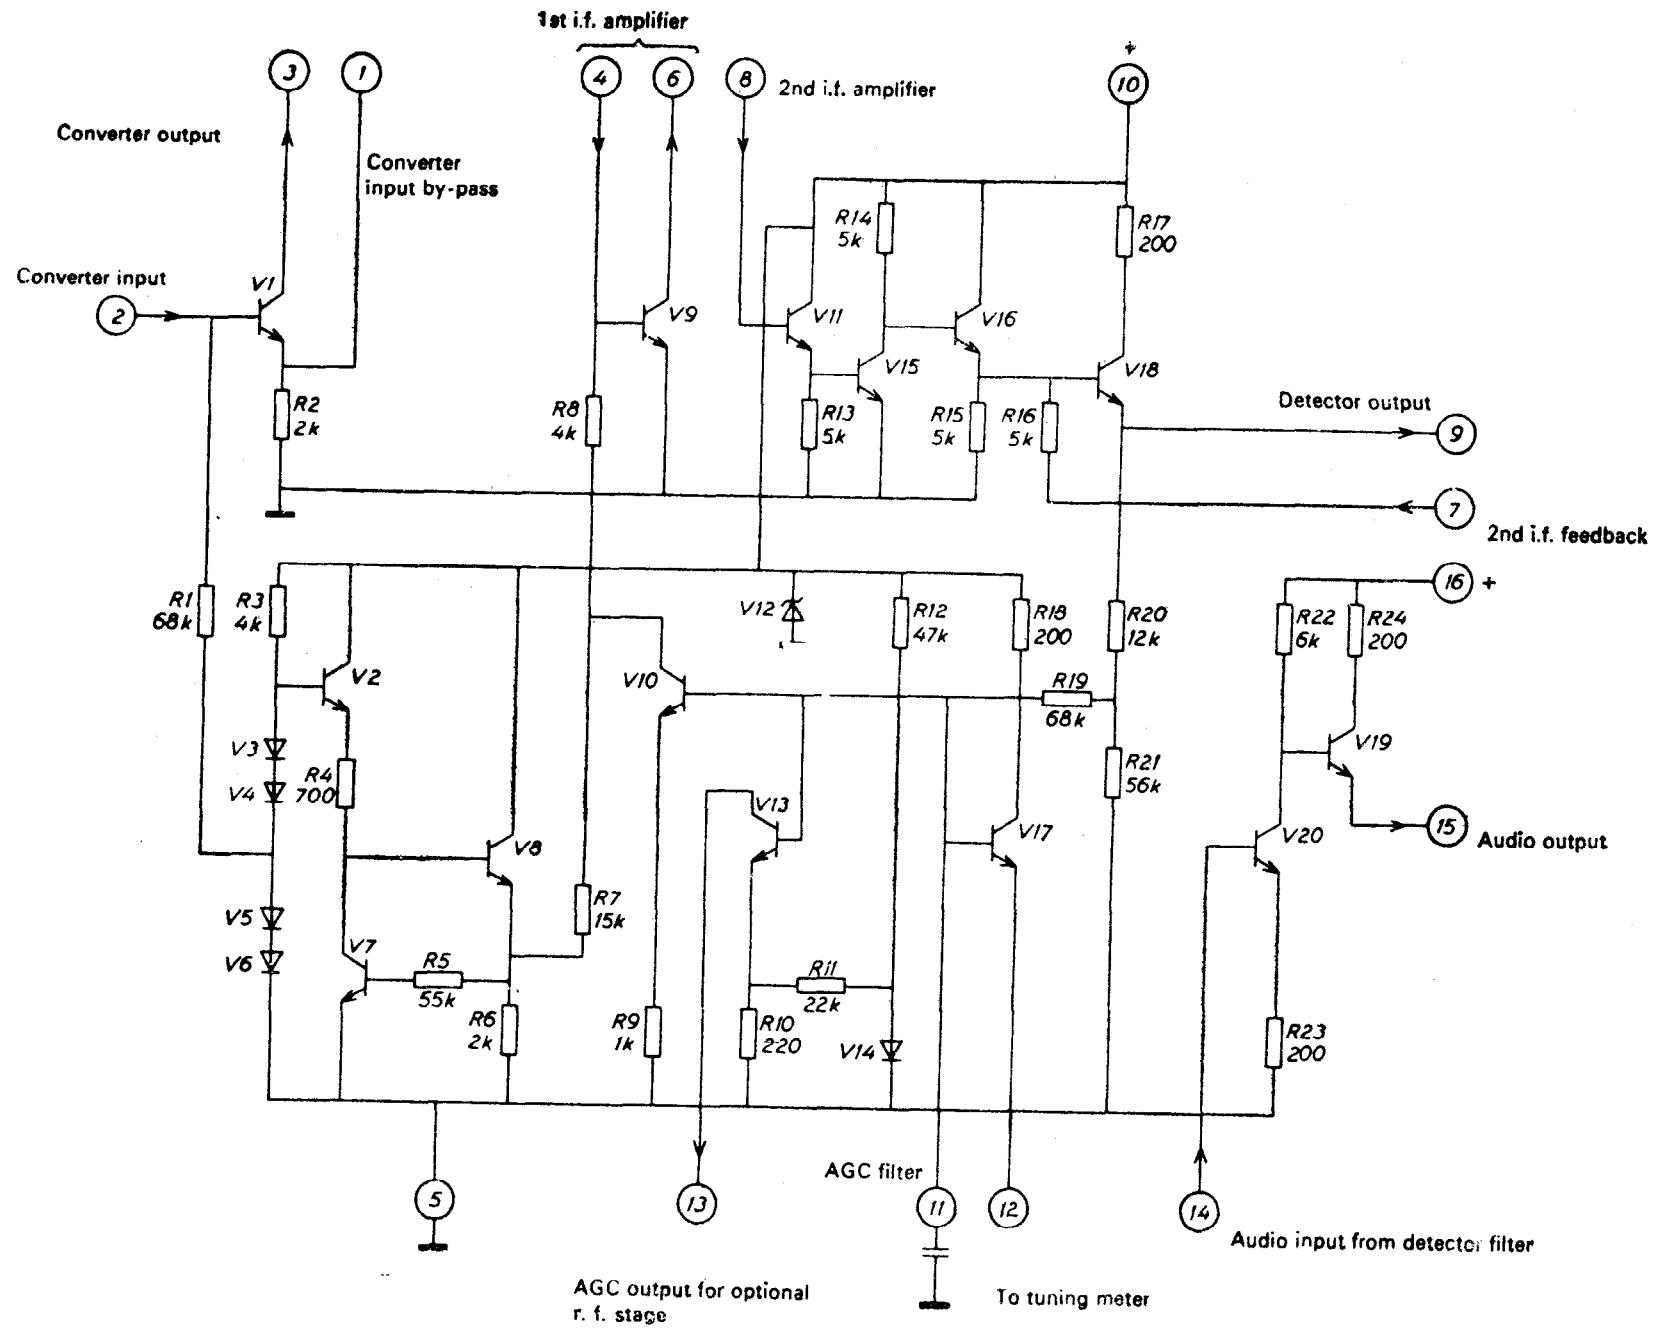 1st i.f. amplifier
3
1
4
6
8
2nd i.f. amplifier
+
10
Converter output
Converter
input by-pass
R14
5k
R17
200
Converter input
2
V1
V9
V11
V16
V15
V18
R2
2k
R8
4k
R13
5k
R15
5k
R16
5k
Detector output
9
7
2nd i.f. feedback
R1
68k
R3
4k
V12
R12
47k
R18
200
R20
12k
R22
6k
R24
200
16
+
V2
V10
R19
68k
V3
V4
R4
700
V13
R21
56k
V19
V8
V17
V20
15
Audio output
V5
V6
V7
R5
55k
R7
15k
R11
22k
R6
2k
R9
1k
R10
220
V14
R23
200
5
13
AGC filter
11
12
14
Audio input from detector filter
AGC output for optional
r. f. stage
To tuning meter